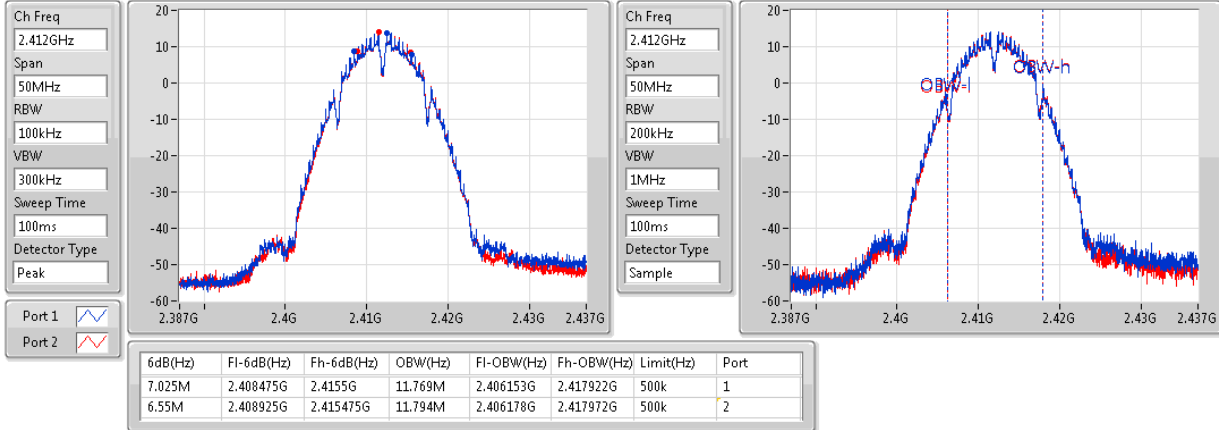 Ch Freq
2.412GHz
Span
50MHz
RBW
100kHz
VBW
300kHz
Sweep Time
100ms
Detector Type
Peak
Port 1
Port 2
20
10
0
-10
-20
-30
-40
-50
-60
2.387G 2.4G 2.41G 2.42G 2.43G 2.437G
Ch Freq
2.412GHz
Span
50MHz
RBW
200kHz
VBW
1MHz
Sweep Time
100ms
Detector Type
Sample
20
10
0
-10
-20
-30
-40
-50
-60
OBW-l
OBW-h
2.387G 2.4G 2.41G 2.42G 2.43G 2.437G
6dB(Hz) Fl-6dB(Hz) Fh-6dB(Hz) OBW(Hz) Fl-OBW(Hz) Fh-OBW(Hz) Limit(Hz) Port
7.025M 2.408475G 2.4155G 11.769M 2.406153G 2.417922G 500k 1
6.55M 2.408925G 2.415475G 11.794M 2.406178G 2.417972G 500k 2